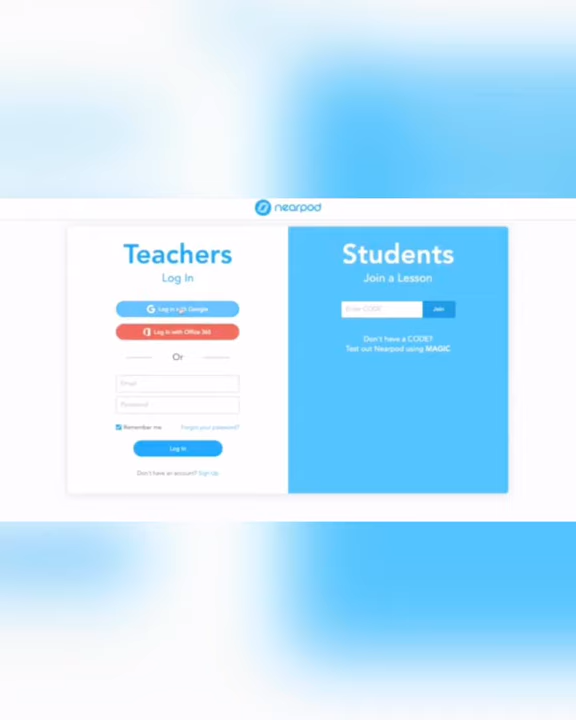 nearpod
Teachers
Log In
Log in with Google
Log in with Office 365
Or
Email
Password
Remember me
Forgot your password?
Log In
Don't have an account? Sign Up
Students
Join a Lesson
Enter CODE
Join
Don't have a CODE?
Test out Nearpod using MAGIC